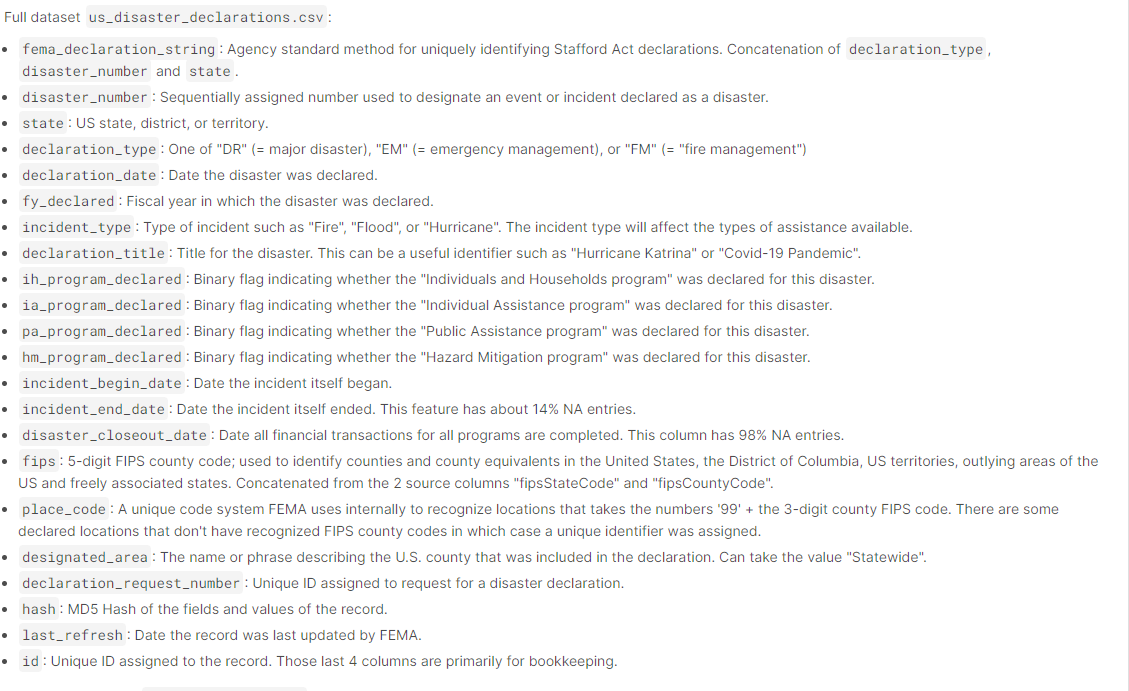 Full dataset us_disaster_declarations.csv:
• fema_declaration_string: Agency standard method for uniquely identifying Stafford Act declarations. Concatenation of declaration_type,
disaster_number and state.
• disaster_number: Sequentially assigned number used to designate an event or incident declared as a disaster.
• state: US state, district, or territory.
• declaration_type: One of "DR" (= major disaster), "EM" (= emergency management), or "FM" (= "fire management")
• declaration_date: Date the disaster was declared.
• fy_declared: Fiscal year in which the disaster was declared.
• incident_type: Type of incident such as "Fire", "Flood", or "Hurricane". The incident type will affect the types of assistance available.
• declaration_title: Title for the disaster. This can be a useful identifier such as "Hurricane Katrina" or "Covid-19 Pandemic".
• ih_program_declared: Binary flag indicating whether the "Individuals and Households program" was declared for this disaster.
• ia_program_declared: Binary flag indicating whether the "Individual Assistance program" was declared for this disaster.
• pa_program_declared: Binary flag indicating whether the "Public Assistance program" was declared for this disaster.
• hm_program_declared: Binary flag indicating whether the "Hazard Mitigation program" was declared for this disaster.
• incident_begin_date: Date the incident itself began.
• incident_end_date: Date the incident itself ended. This feature has about 14% NA entries.
• disaster_closeout_date: Date all financial transactions for all programs are completed. This column has 98% NA entries.
• fips: 5-digit FIPS county code; used to identify counties and county equivalents in the United States, the District of Columbia, US territories, outlying areas of the
US and freely associated states. Concatenated from the 2 source columns "fipsStateCode" and "fipsCountyCode".
• place_code: A unique code system FEMA uses internally to recognize locations that takes the numbers '99' + the 3-digit county FIPS code. There are some
declared locations that don't have recognized FIPS county codes in which case a unique identifier was assigned.
• designated_area: The name or phrase describing the U.S. county that was included in the declaration. Can take the value "Statewide".
• declaration_request_number: Unique ID assigned to request for a disaster declaration.
• hash: MD5 Hash of the fields and values of the record.
• last_refresh: Date the record was last updated by FEMA.
• id: Unique ID assigned to the record. Those last 4 columns are primarily for bookkeeping.